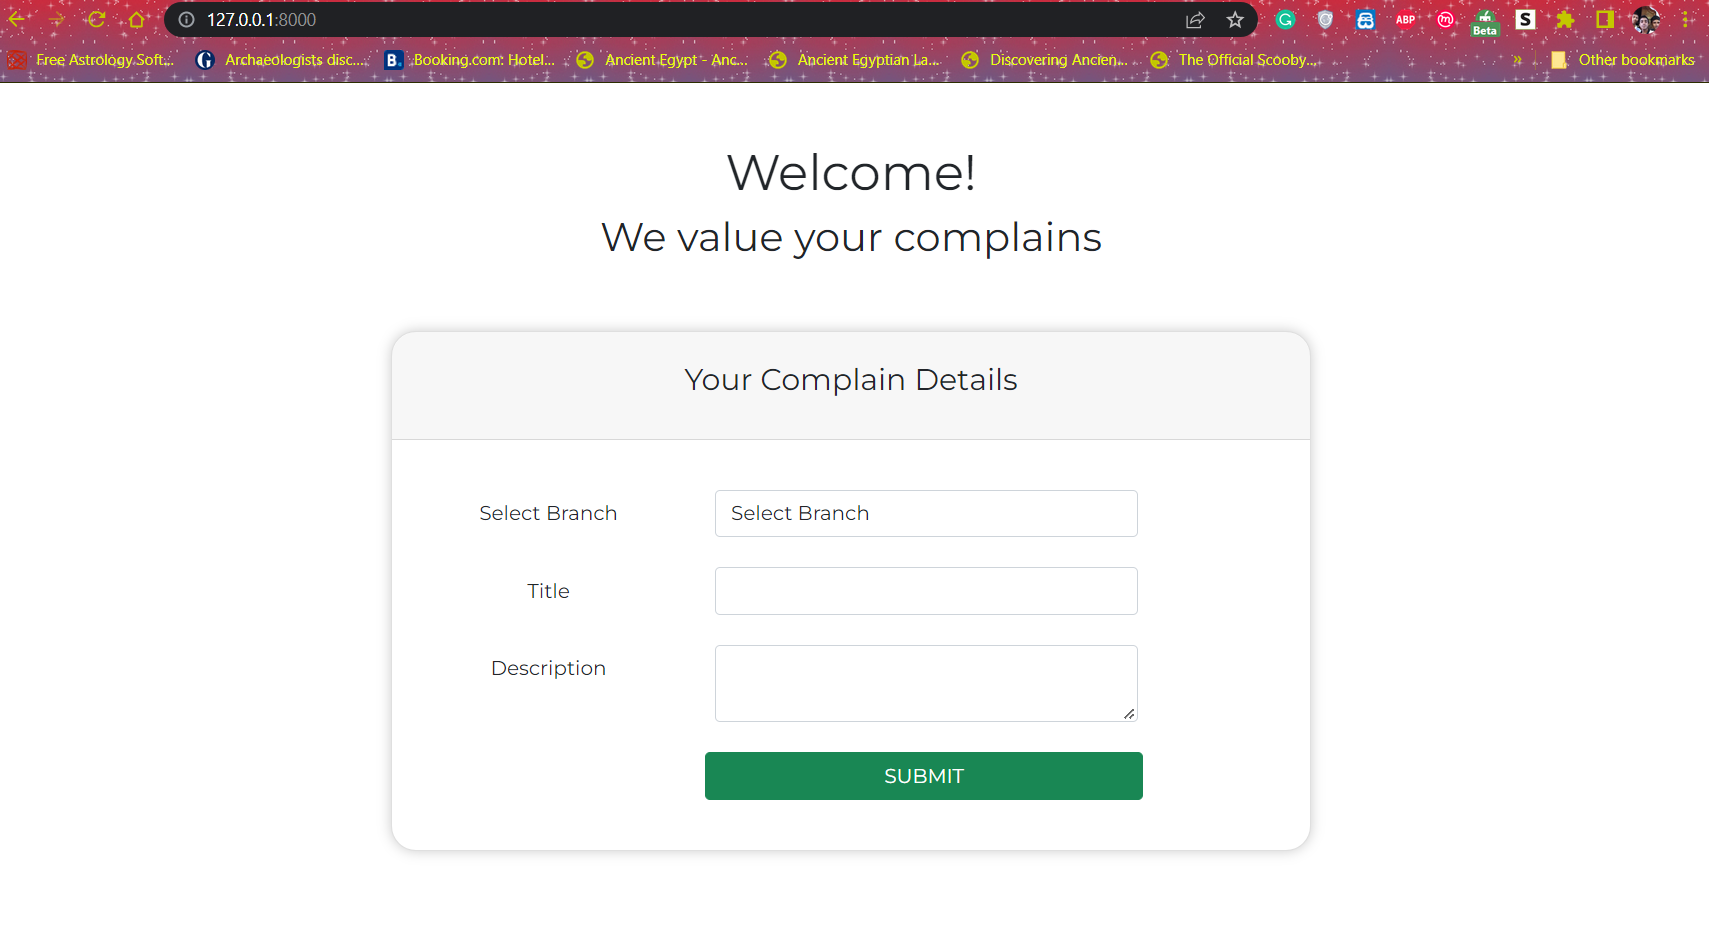 127.0.0.1:8000
ABP
Beta
S
Free Astrology Soft...
Archaeologists disc....
B.
Booking.com: Hotel...
Ancient Egypt - Anc...
Ancient Egyptian La...
Discovering Ancien...
The Official Scooby...
»
Other bookmarks
Welcome!
We value your complains
Your Complain Details
Select Branch
Select Branch
Title
Description
SUBMIT